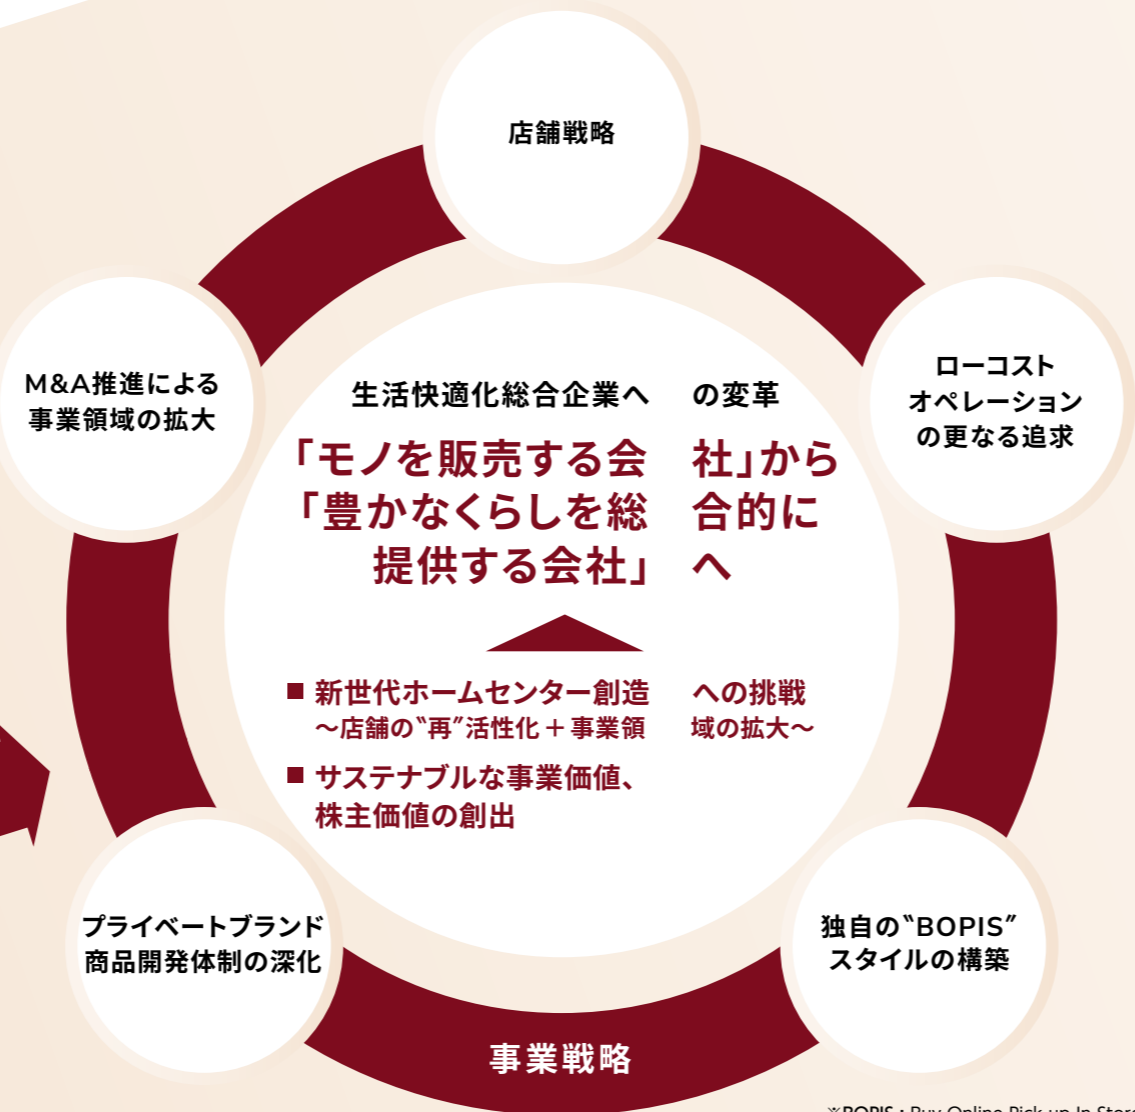 店舗戦略
M&A推進による
事業領域の拡大
ローコスト
オペレーション
の更なる追求
生活快適化総合企業へ の変革
「モノを販売する会 社」から
「豊かなくらしを総 合的に
提供する会社」 へ
■ 新世代ホームセンター創造 への挑戦
～店舗の〝再〟活性化＋事業領 域の拡大～
■ サステナブルな事業価値、
株主価値の創出
プライベートブランド
商品開発体制の深化
独自の〝BOPIS〟
スタイルの構築
事業戦略
※BOPIS : Buy Online Pick-up In Store